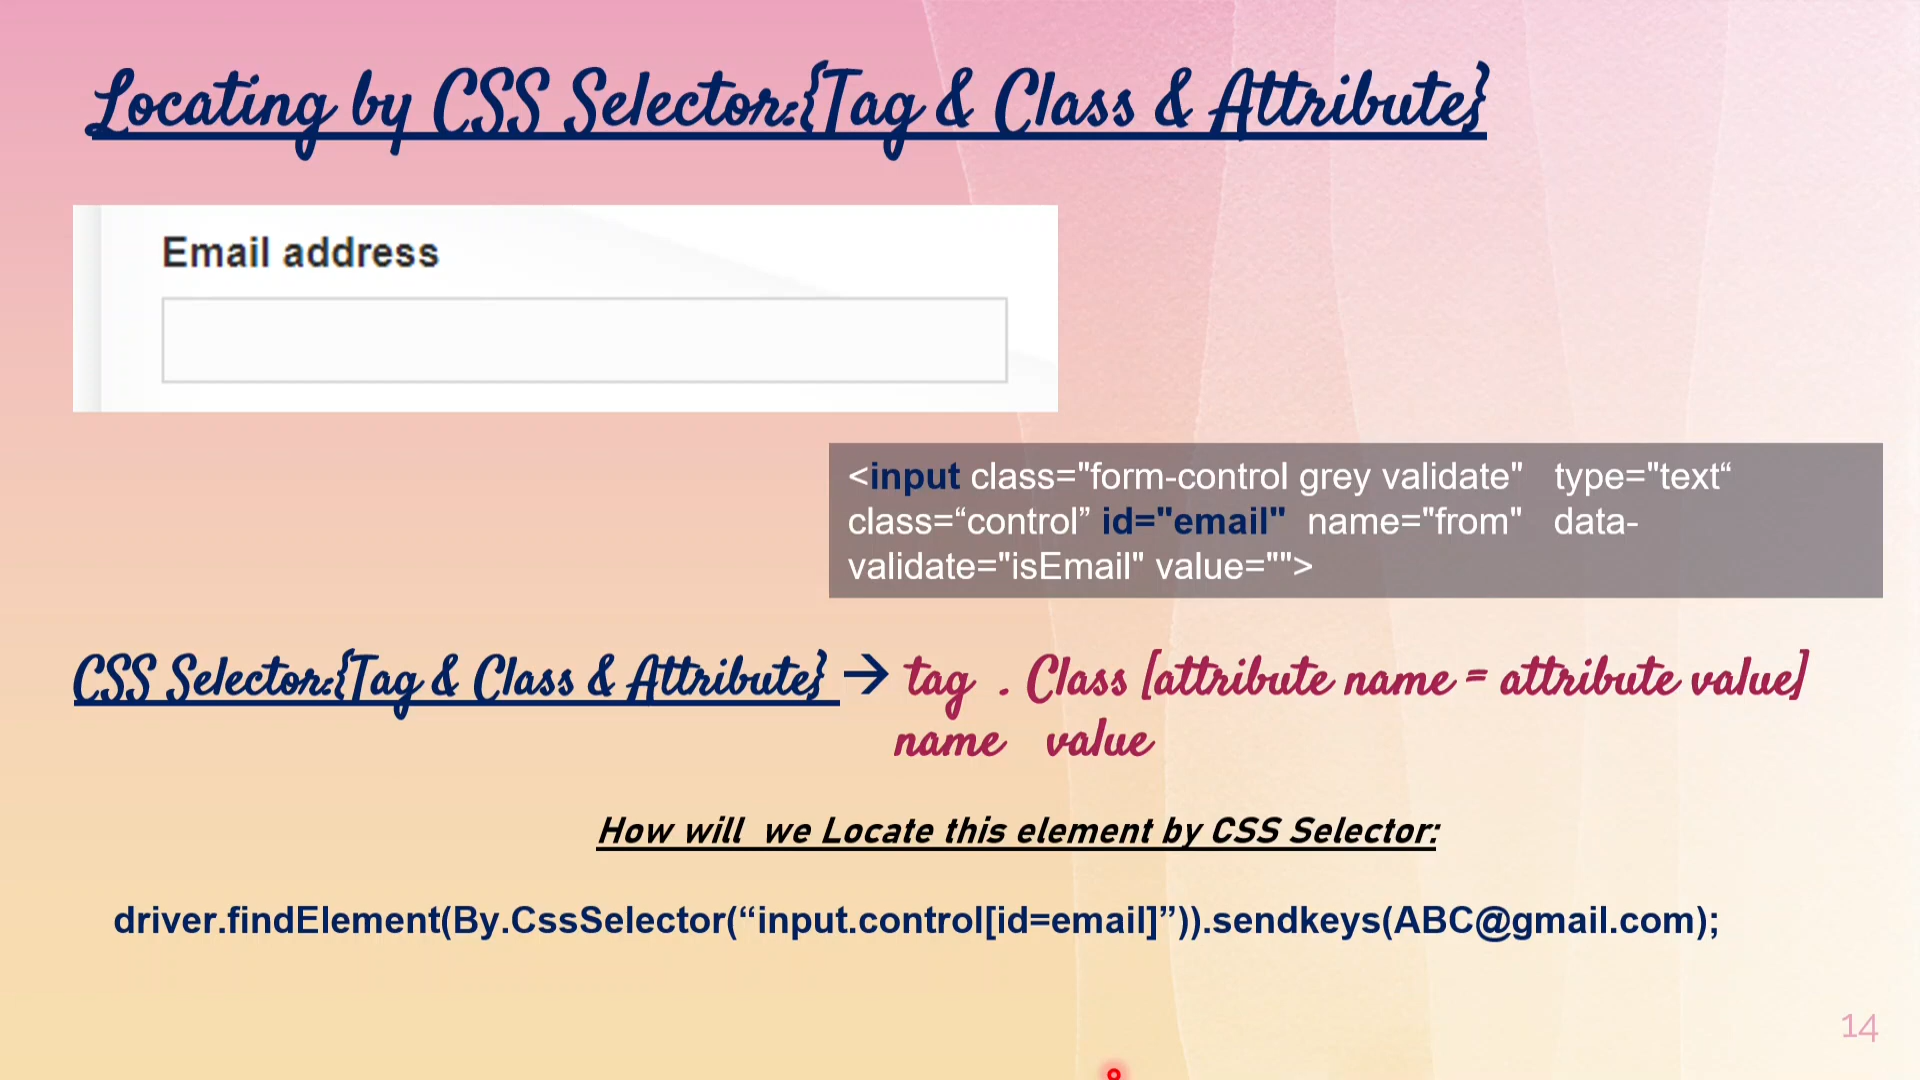 Locating by CSS Selector:{Tag & Class & Attribute}
Email address
<input class="form-control grey validate" type="text“
class=“control” id="email" name="from" data-
validate="isEmail" value="">
CSS Selector:{Tag & Class & Attribute} → tag . Class [attribute name = attribute value]
name value
How will we Locate this element by CSS Selector:
driver.findElement(By.CssSelector(“input.control[id=email]”)).sendkeys(ABC@gmail.com);
14